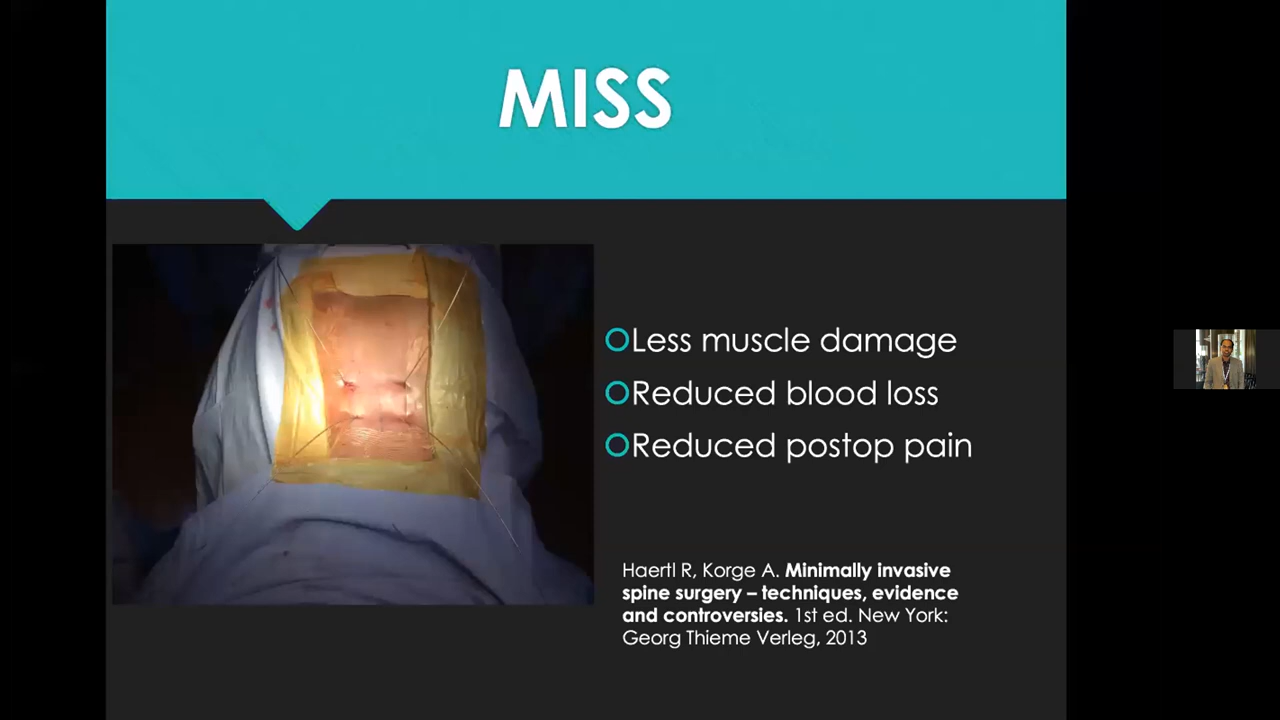 MISS
Less muscle damage
Reduced blood loss
Reduced postop pain
Haertl R, Korge A. Minimally invasive
spine surgery – techniques, evidence
and controversies. 1st ed. New York:
Georg Thieme Verleg, 2013